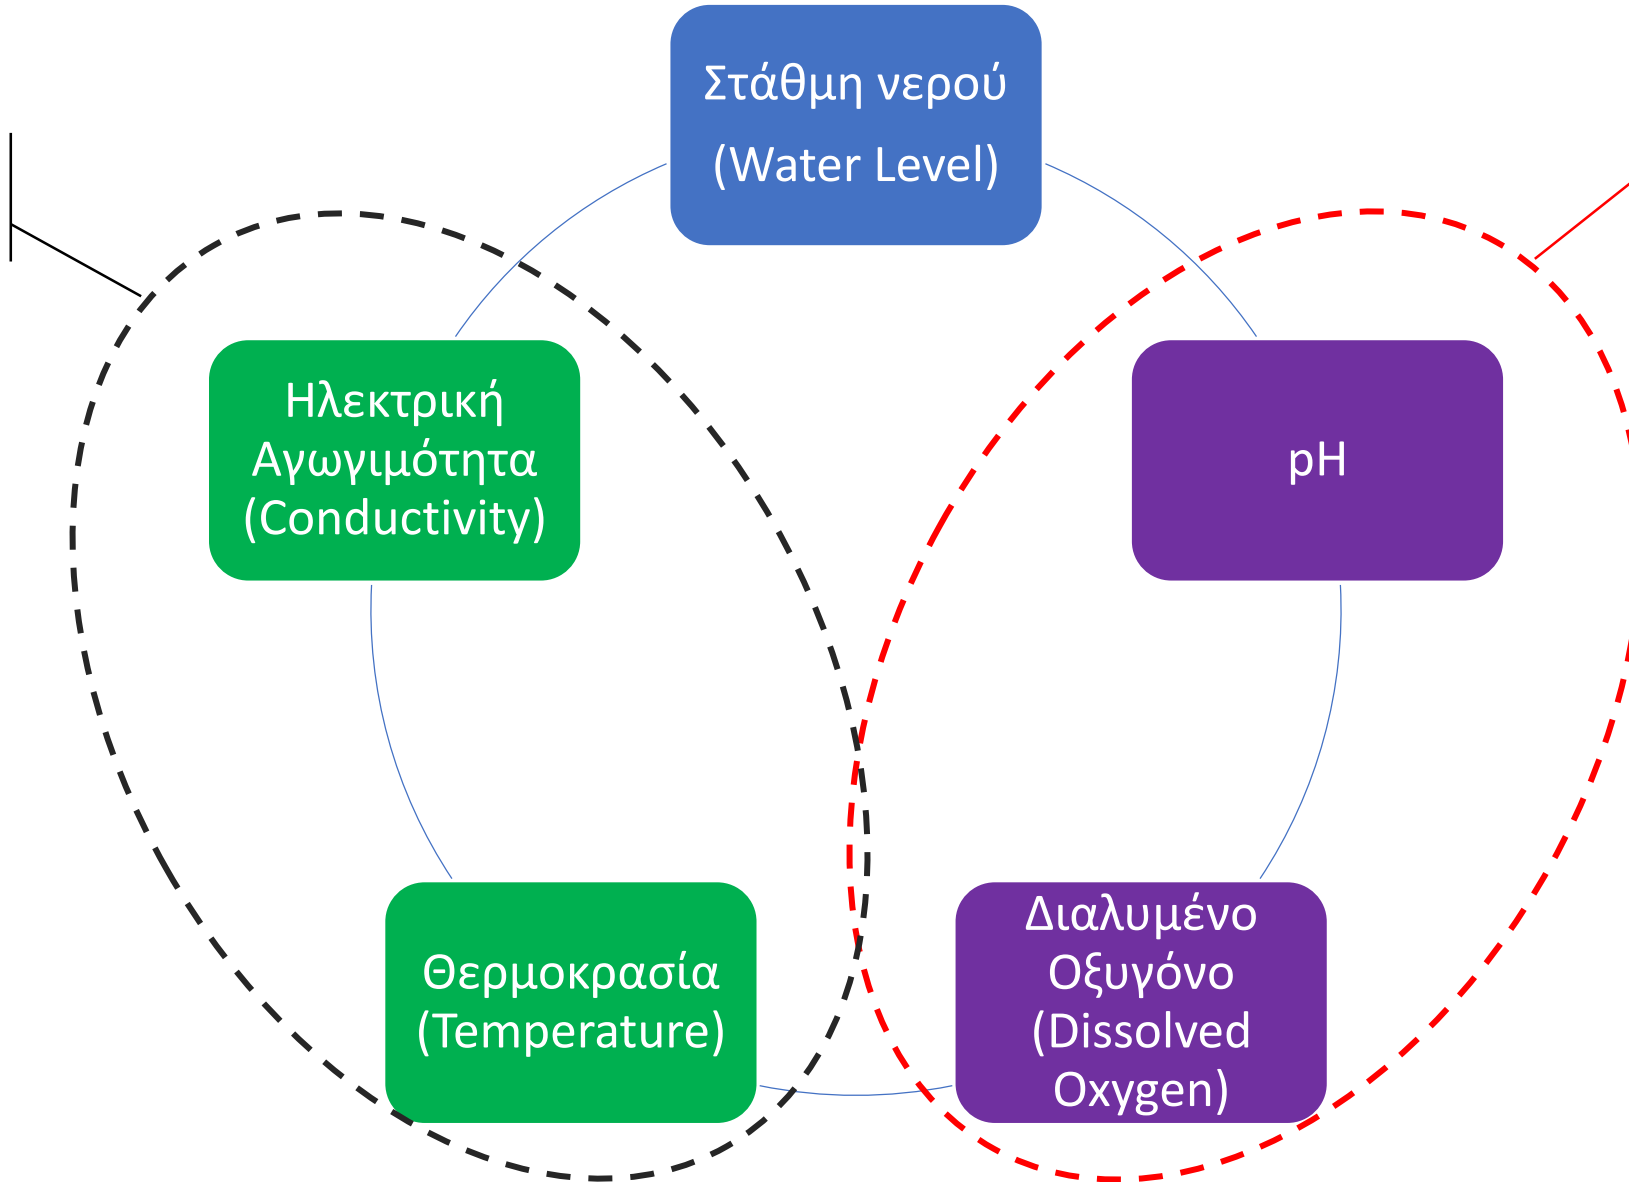 Στάθμη νερού
(Water Level)
Ηλεκτρική
Αγωγιμότητα
(Conductivity)
pH
Θερμοκρασία
(Temperature)
Διαλυμένο
Οξυγόνο
(Dissolved
Oxygen)